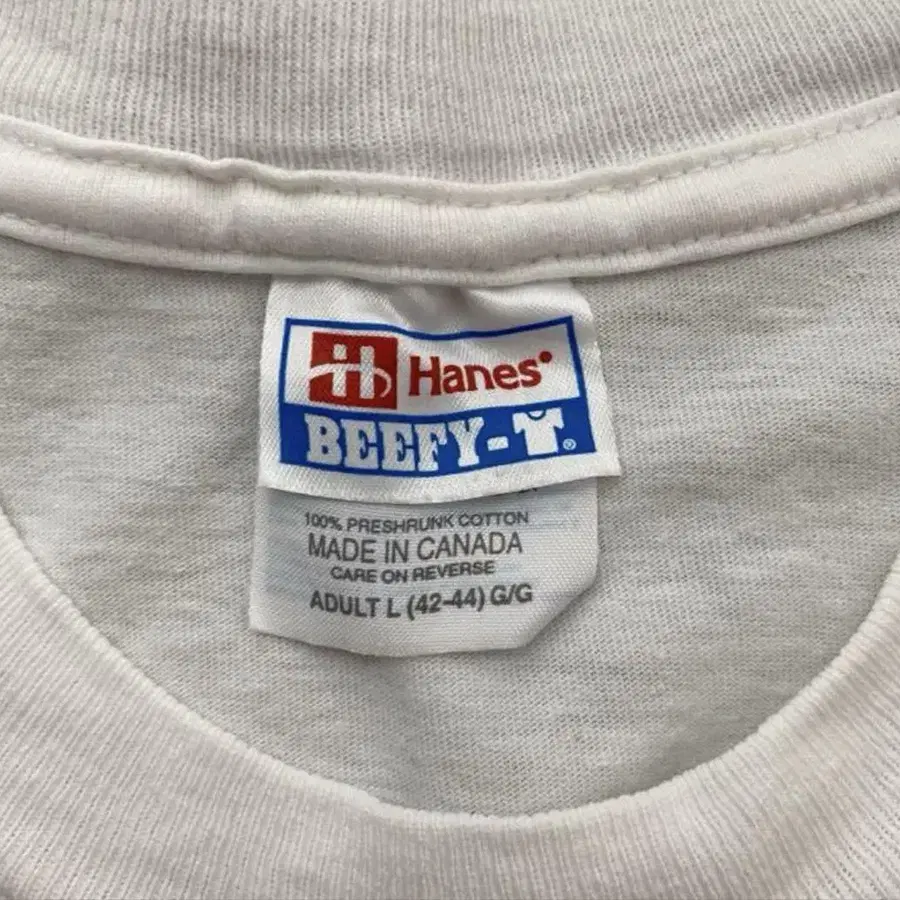 Hanes
BEEFY-T®
100% PRESHRUNK COTTON
MADE IN CANADA
CARE ON REVERSE
ADULT L (42-44) G/G